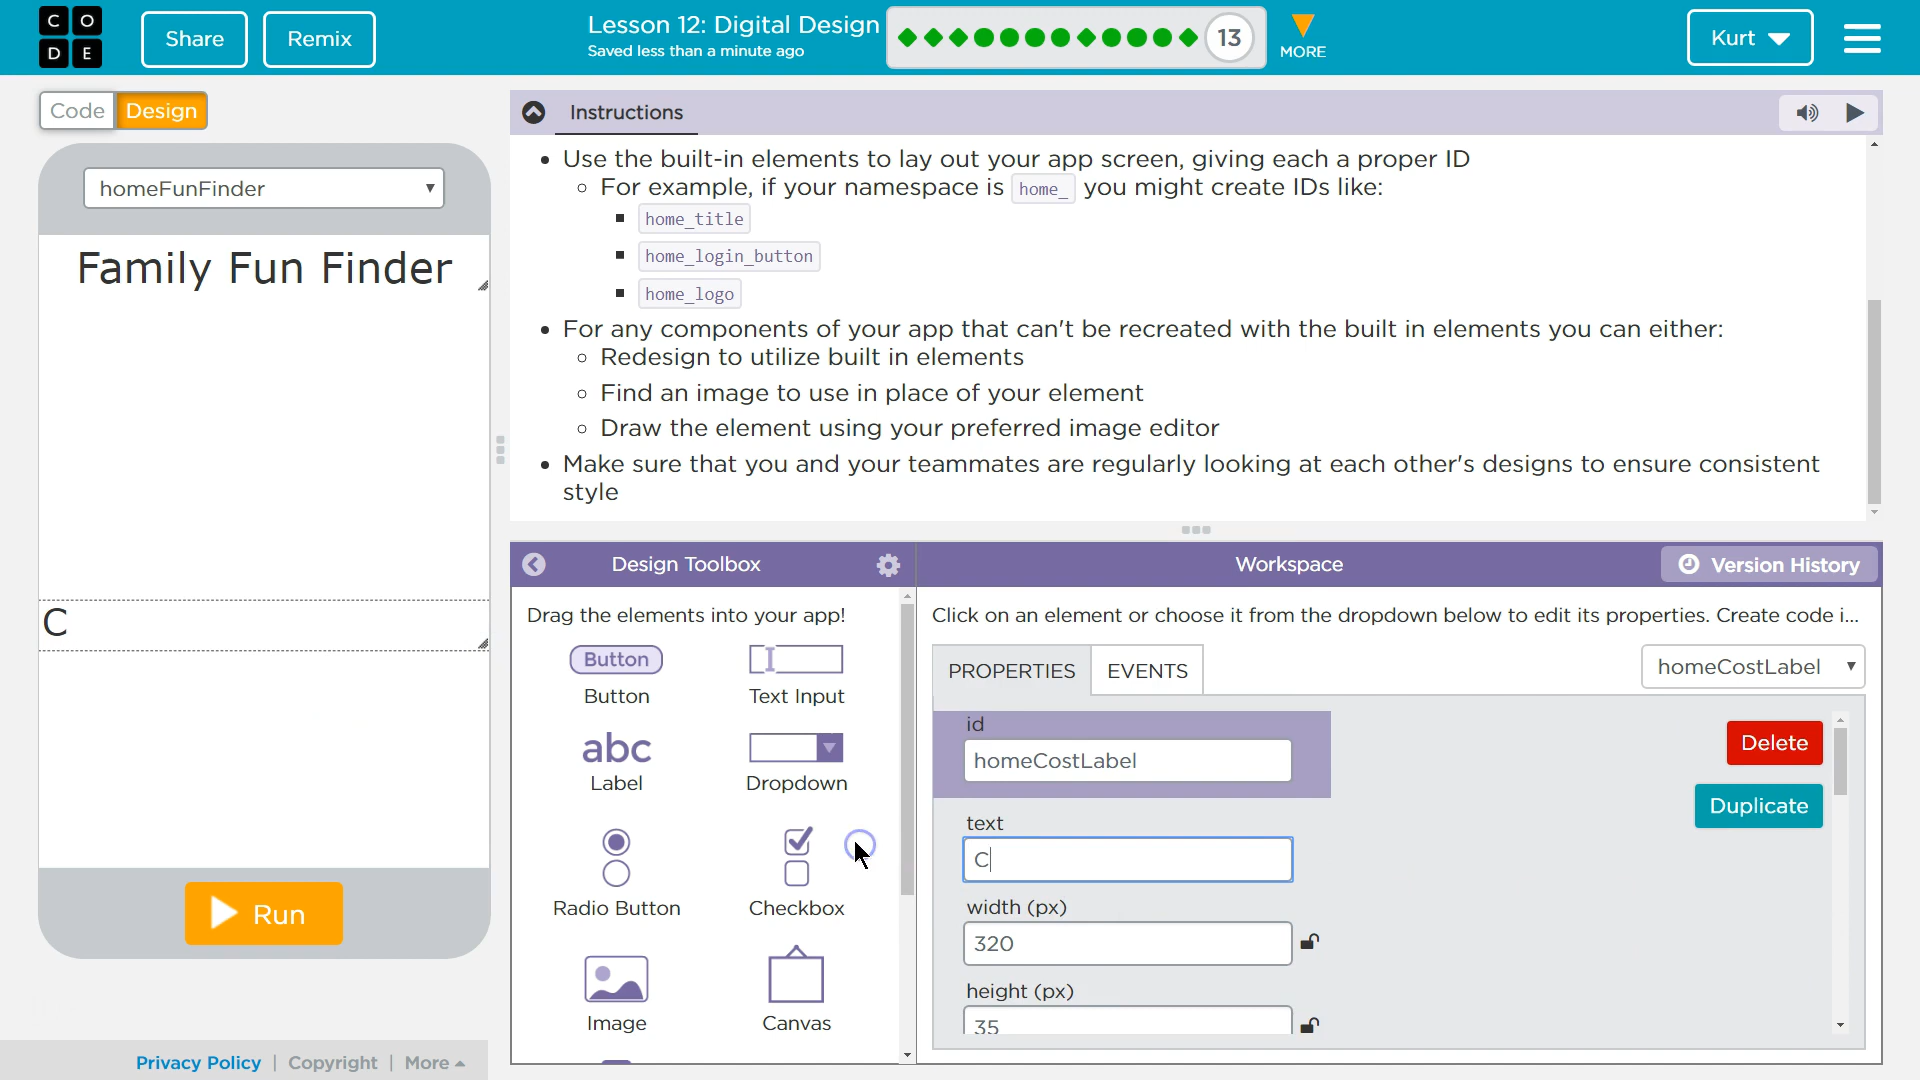 CODE
Share
Remix
Lesson 12: Digital Design
Saved less than a minute ago
13
MORE
Kurt
Code
Design
homeFunFinder
Family Fun Finder
C
Run
Privacy Policy | Copyright | More
Instructions
Use the built-in elements to lay out your app screen, giving each a proper ID
For example, if your namespace is home_ you might create IDs like:
home_title
home_login_button
home_logo
For any components of your app that can't be recreated with the built in elements you can either:
Redesign to utilize built in elements
Find an image to use in place of your element
Draw the element using your preferred image editor
Make sure that you and your teammates are regularly looking at each other's designs to ensure consistent
style
Design Toolbox
Drag the elements into your app!
Button
Button
Text Input
abc
Label
Dropdown
Radio Button
Checkbox
Image
Canvas
Workspace
Version History
Click on an element or choose it from the dropdown below to edit its properties. Create code i...
PROPERTIES
EVENTS
homeCostLabel
id
homeCostLabel
Delete
Duplicate
text
C
width (px)
320
height (px)
35